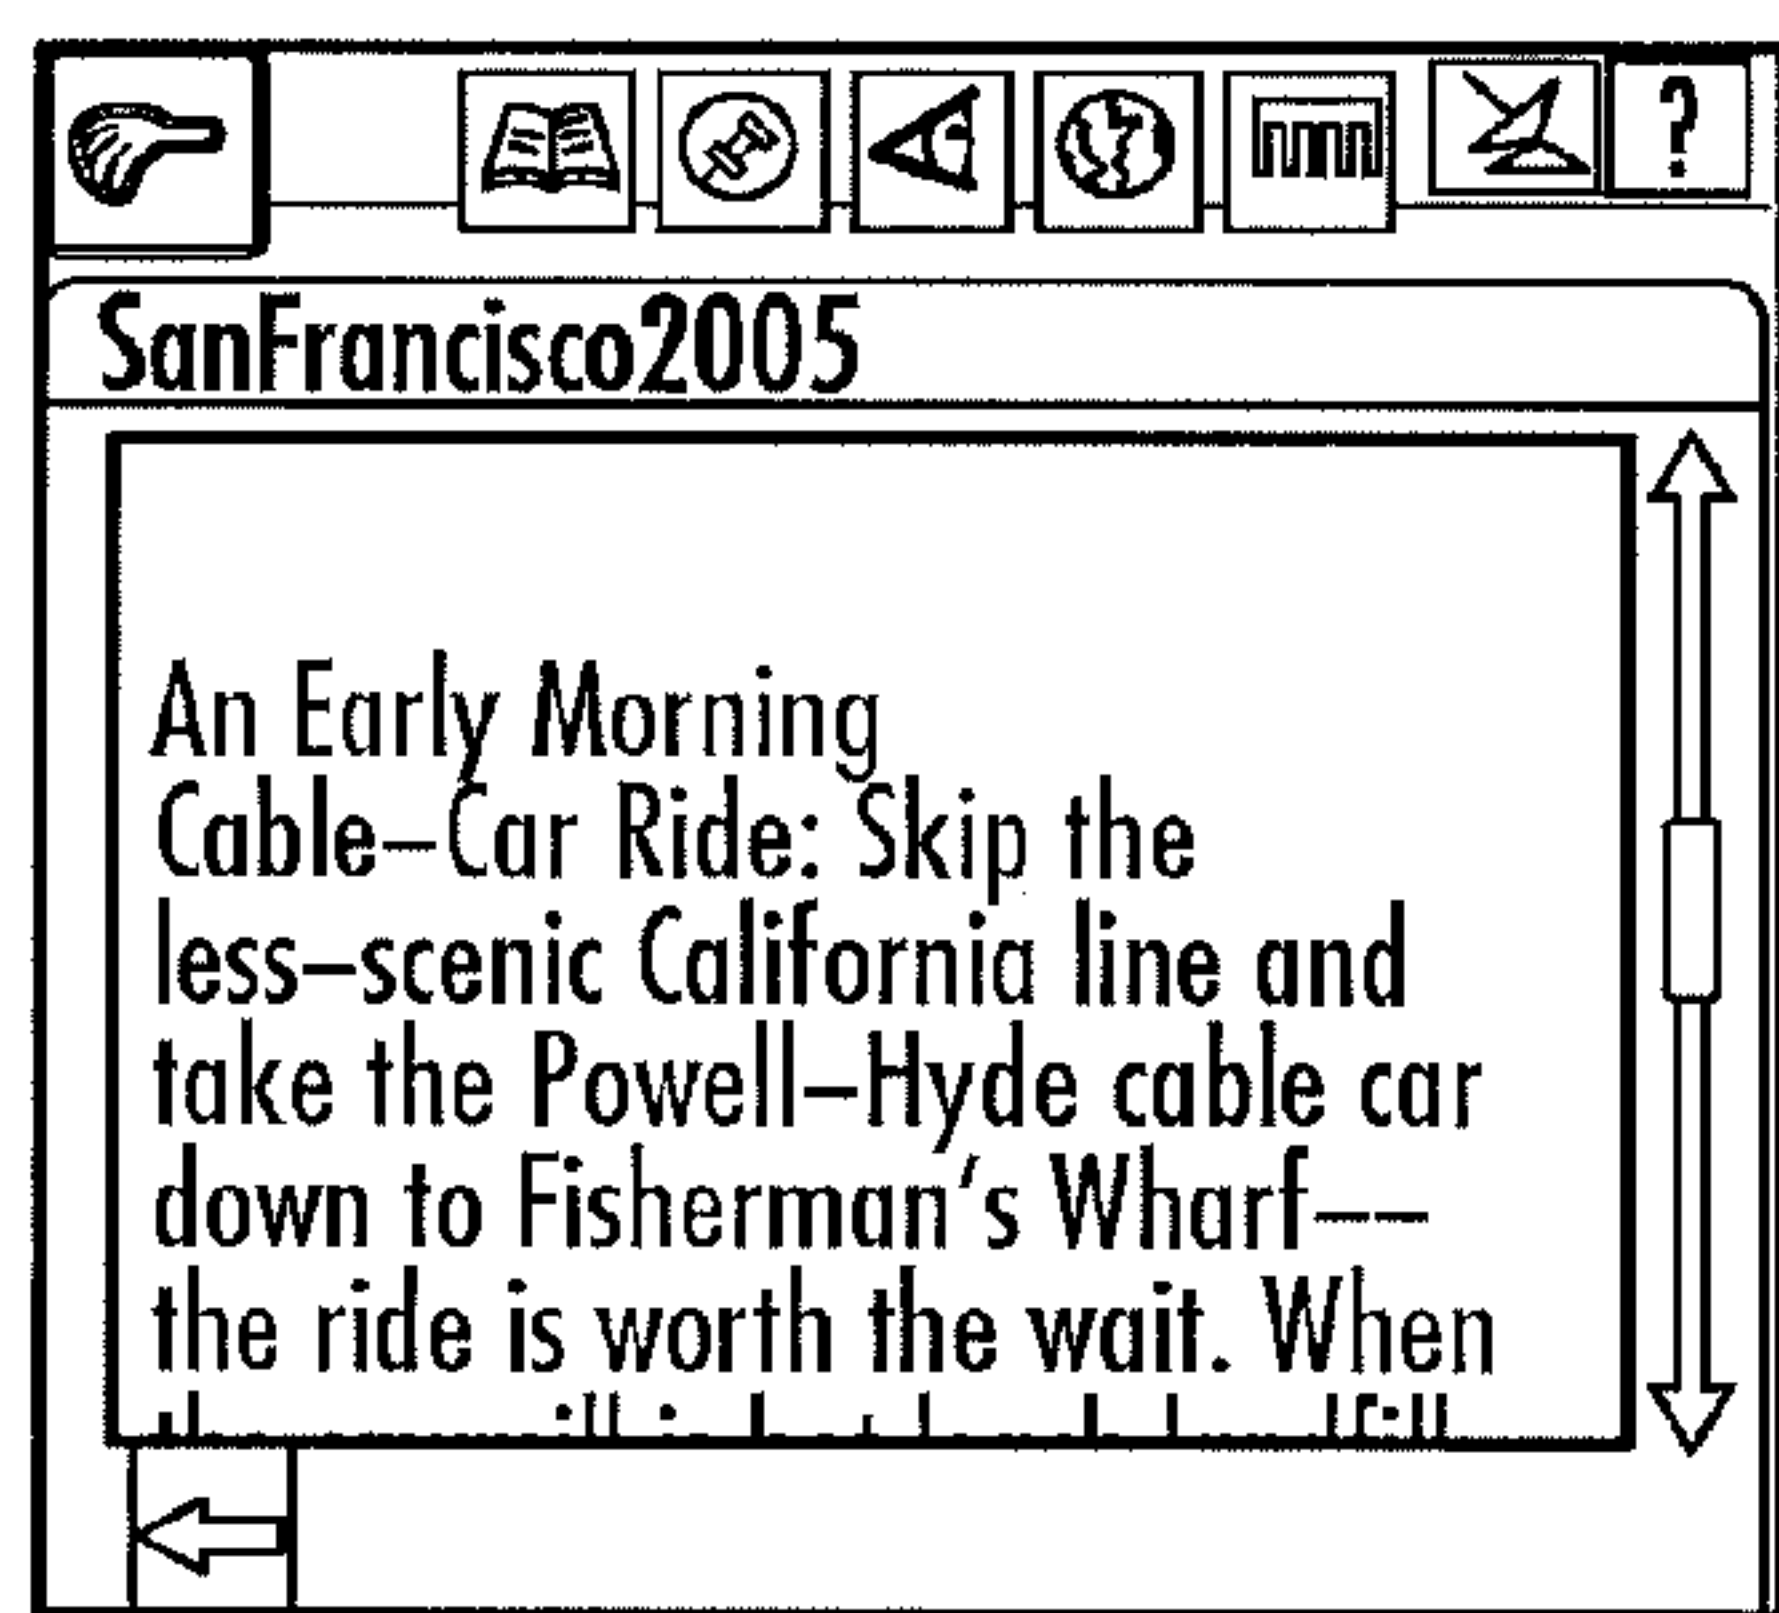 ?
SanFrancisco2005
An Early Morning
Cable–Car Ride: Skip the
less–scenic California line and
take the Powell–Hyde cable car
down to Fisherman's Wharf––
the ride is worth the wait. When